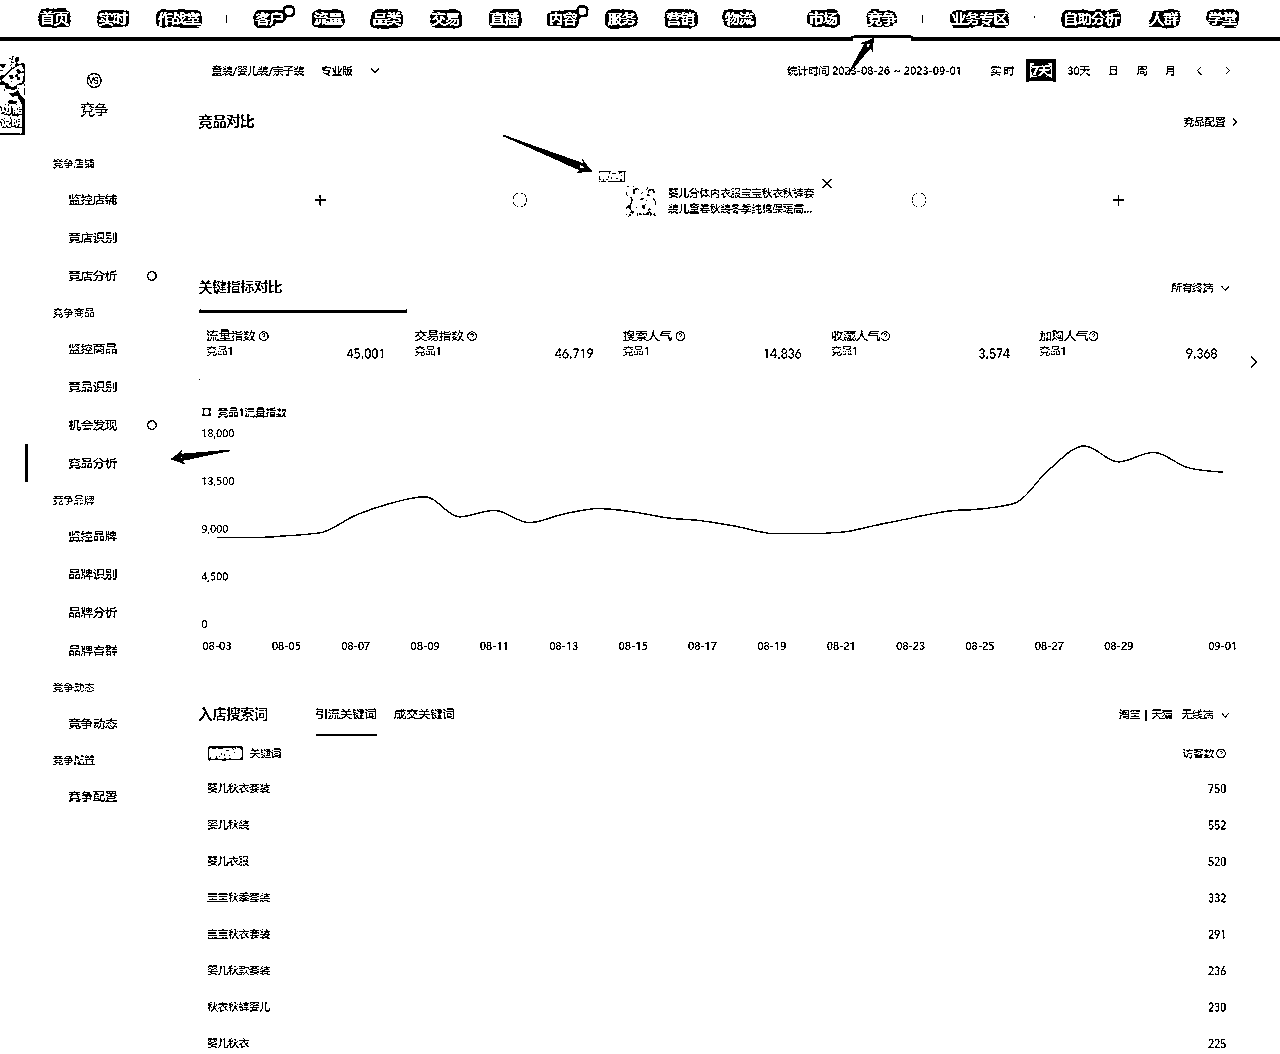 首页 实时 作战室 客户 流量 品类 交易 直播 内容 服务 营销 物流 市场 竞争 业务专区 自助分析 人群 学堂
功能
说明
竞争
竞争店铺
监控店铺
竞店识别
竞店分析
竞争商品
监控商品
竞品识别
机会发现
竞品分析
竞争品牌
监控品牌
品牌识别
品牌分析
品牌客群
竞争动态
竞争动态
竞争配置
竞争配置
童装/婴儿装/亲子装 专业版
统计时间 2023-08-26 ~ 2023-09-01 实时 7天 30天 日 周 月
竞品对比 竞品配置
婴儿分体内衣服宝宝秋衣秋裤套
装儿童春秋装冬季纯棉保暖高...
关键指标对比 所有终端
流量指数 交易指数 搜索人气 收藏人气 加购人气
竞品1 45,001 竞品1 46,719 竞品1 14,836 竞品1 3,574 竞品1 9,368
竞品1流量指数
18,000
13,500
9,000
4,500
0
08-03 08-05 08-07 08-09 08-11 08-13 08-15 08-17 08-19 08-21 08-23 08-25 08-27 08-29 09-01
入店搜索词 引流关键词 成交关键词 淘宝 | 天猫 无线端
关键词 访客数
婴儿秋衣套装 750
婴儿秋装 552
婴儿衣服 520
宝宝秋季套装 332
宝宝秋衣套装 291
婴儿秋款套装 236
秋衣秋裤婴儿 230
婴儿秋衣 225